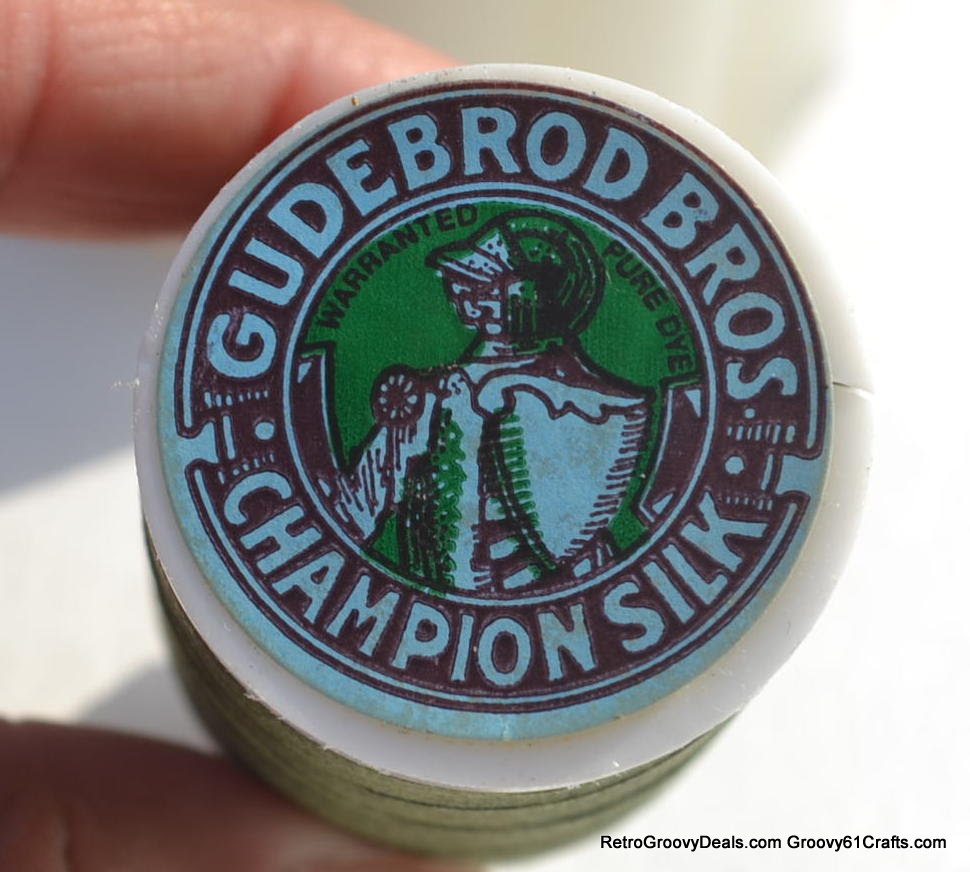 GUDEBROD BROS
WARRANTED PURE DYE
CHAMPION SILK
RetroGroovyDeals.com Groovy61Crafts.com